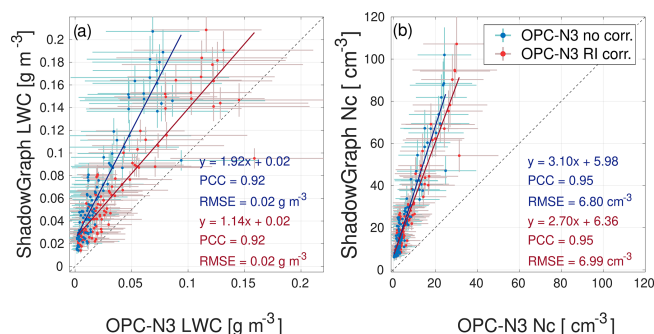 (a)
ShadowGraph LWC [g m-3]
0.2
0.18
0.16
0.14
0.12
0.1
0.08
0.06
0.04
0.02
0
y = 1.92x + 0.02
PCC = 0.92
RMSE = 0.02 g m-3
y = 1.14x + 0.02
PCC = 0.92
RMSE = 0.02 g m-3
0 0.05 0.1 0.15 0.2
OPC-N3 LWC [g m-3]
(b)
OPC-N3 no corr.
OPC-N3 RI corr.
ShadowGraph Nc [ cm-3]
120
100
80
60
40
20
0
y = 3.10x + 5.98
PCC = 0.95
RMSE = 6.80 cm-3
y = 2.70x + 6.36
PCC = 0.95
RMSE = 6.99 cm-3
0 20 40 60 80 100 120
OPC-N3 Nc [ cm-3]